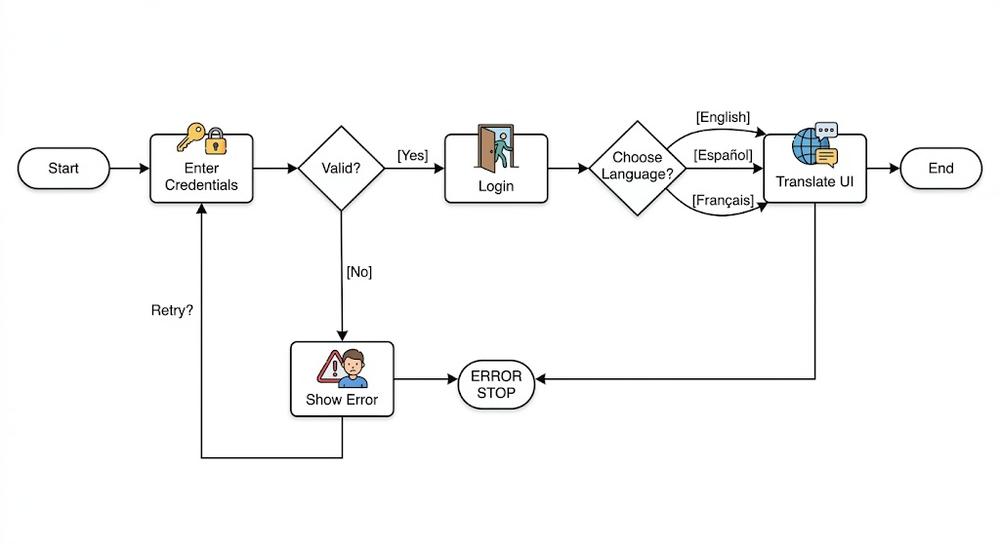 Start
Enter
Credentials
Valid?
[Yes]
Login
Choose
Language?
[English]
[Español]
[Français]
Translate UI
End
[No]
Retry?
Show Error
ERROR
STOP